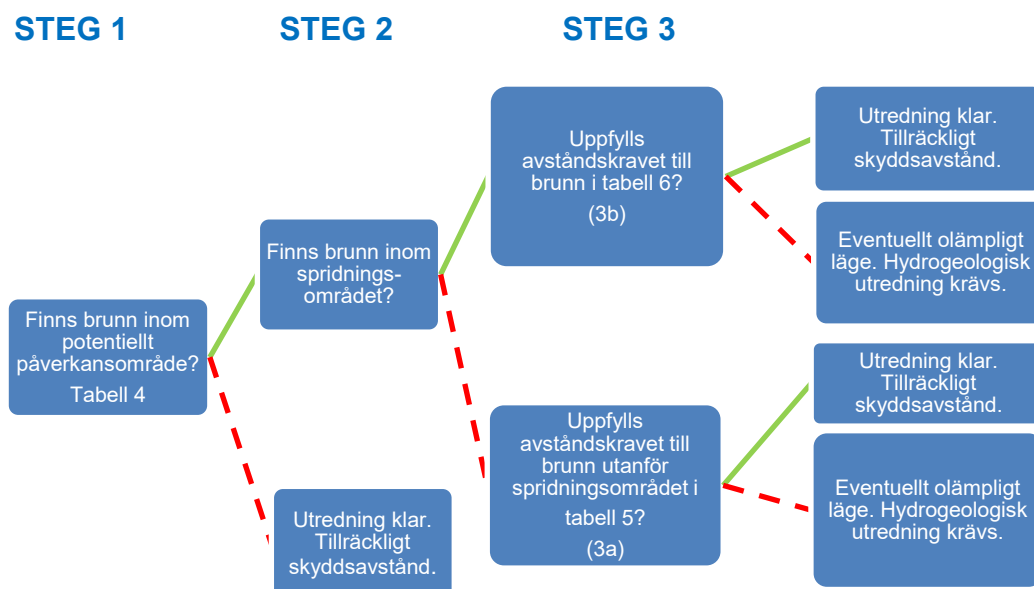 STEG 1
STEG 2
STEG 3
Finns brunn inom
potentiellt
påverkansområde?
Tabell 4
Finns brunn inom
spridnings-
området?
Utredning klar.
Tillräckligt
skyddsavstånd.
Uppfylls
avståndskravet till
brunn i tabell 6?
(3b)
Uppfylls
avståndskravet till
brunn utanför
spridningsområdet i
tabell 5?
(3a)
Utredning klar.
Tillräckligt
skyddsavstånd.
Eventuellt olämpligt
läge. Hydrogeologisk
utredning krävs.
Utredning klar.
Tillräckligt
skyddsavstånd.
Eventuellt olämpligt
läge. Hydrogeologisk
utredning krävs.